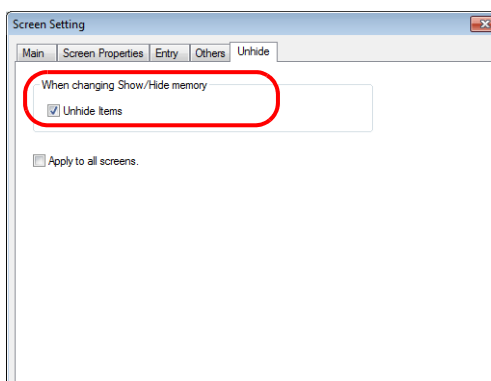 Screen Setting
Main Screen Properties Entry Others Unhide
When changing Show/Hide memory
Unhide Items
Apply to all screens.